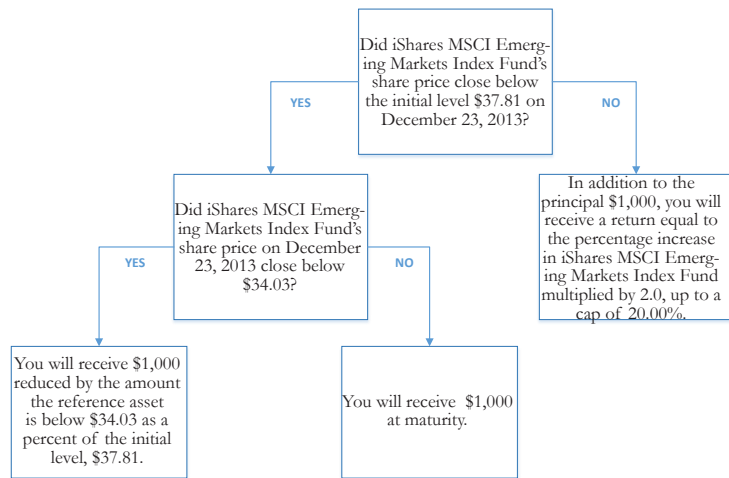 Did iShares MSCI Emerg-
ing Markets Index Fund's
share price close below
the initial level $37.81 on
December 23, 2013?
YES
NO
Did iShares MSCI Emerg-
ing Markets Index Fund's
share price on December
23, 2013 close below
$34.03?
In addition to the
principal $1,000, you will
receive a return equal to
the percentage increase
in iShares MSCI Emerg-
ing Markets Index Fund
multiplied by 2.0, up to a
cap of 20.00%.
YES
NO
You will receive $1,000
reduced by the amount
the reference asset
is below $34.03 as a
percent of the initial
level, $37.81.
You will receive $1,000
at maturity.